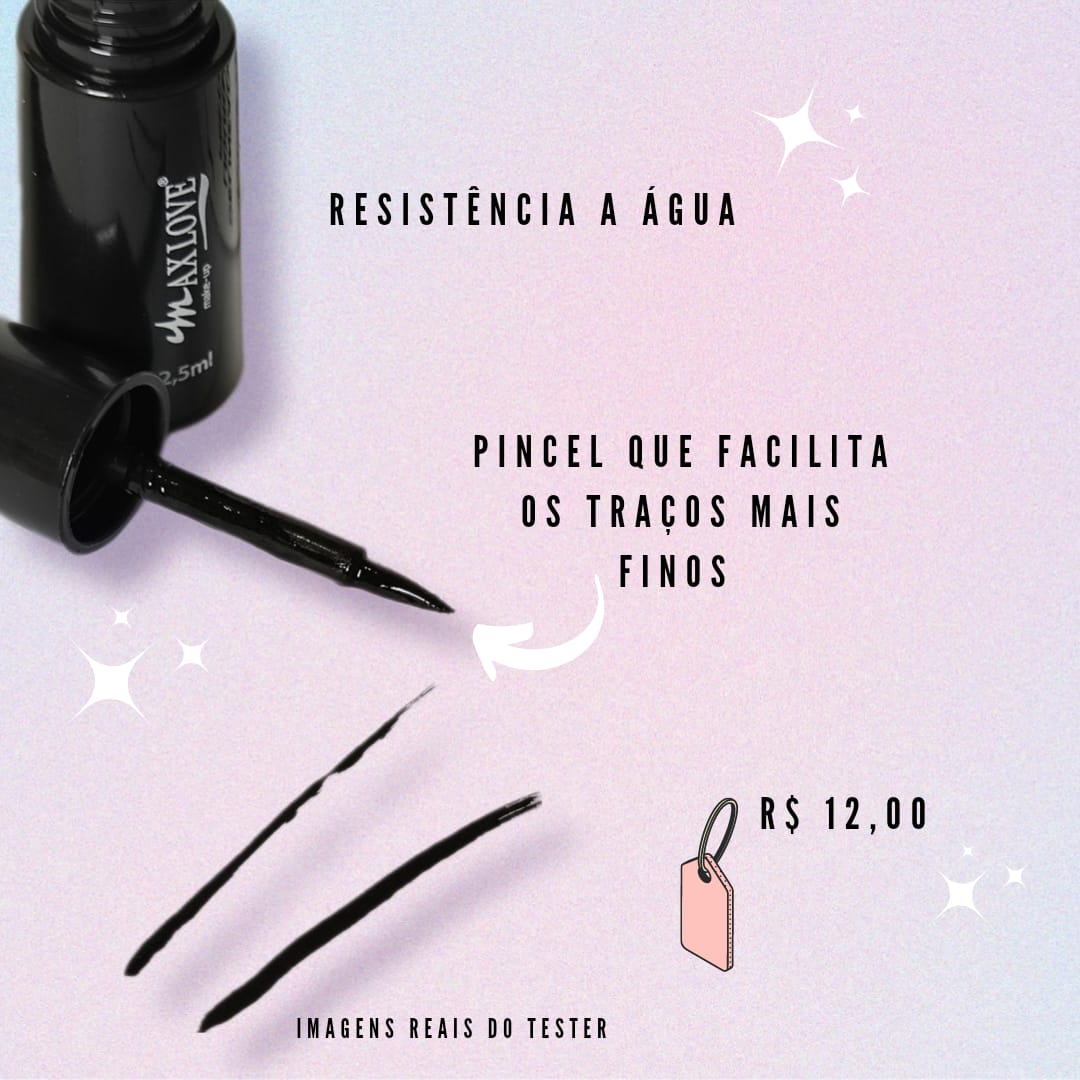 MAXLOVE®
make-up
2,5ml
RESISTÊNCIA A ÁGUA
PINCEL QUE FACILITA
OS TRAÇOS MAIS
FINOS
R$ 12,00
IMAGENS REAIS DO TESTER